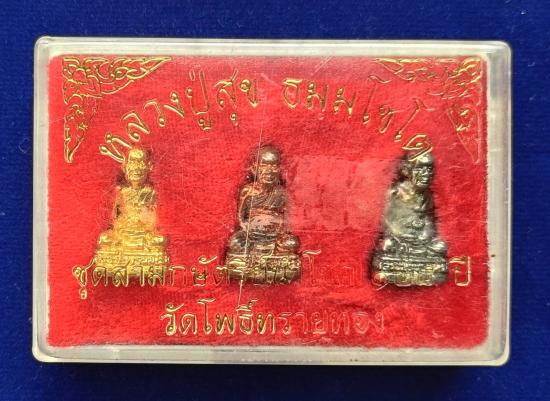 หลวงปู่สุข ธมมโชโต
ชุดสามกษัตริย์ ปี
วัดโพธิ์ทรายทอง